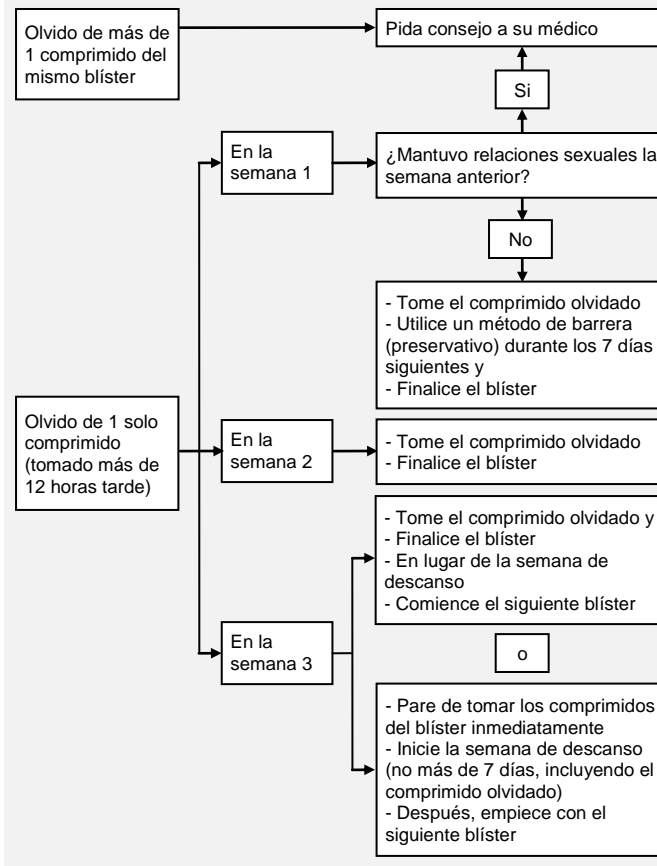 Olvido de más de
1 comprimido del
mismo blíster
Pida consejo a su médico
Si
En la
semana 1
¿Mantuvo relaciones sexuales la
semana anterior?
No
- Tome el comprimido olvidado
- Utilice un método de barrera
(preservativo) durante los 7 días
siguientes y
- Finalice el blíster
Olvido de 1 solo
comprimido
(tomado más de
12 horas tarde)
En la
semana 2
- Tome el comprimido olvidado
- Finalice el blíster
- Tome el comprimido olvidado y
- Finalice el blíster
- En lugar de la semana de
descanso
- Comience el siguiente blíster
En la
semana 3
o
- Pare de tomar los comprimidos
del blíster inmediatamente
- Inicie la semana de descanso
(no más de 7 días, incluyendo el
comprimido olvidado)
- Después, empiece con el
siguiente blíster